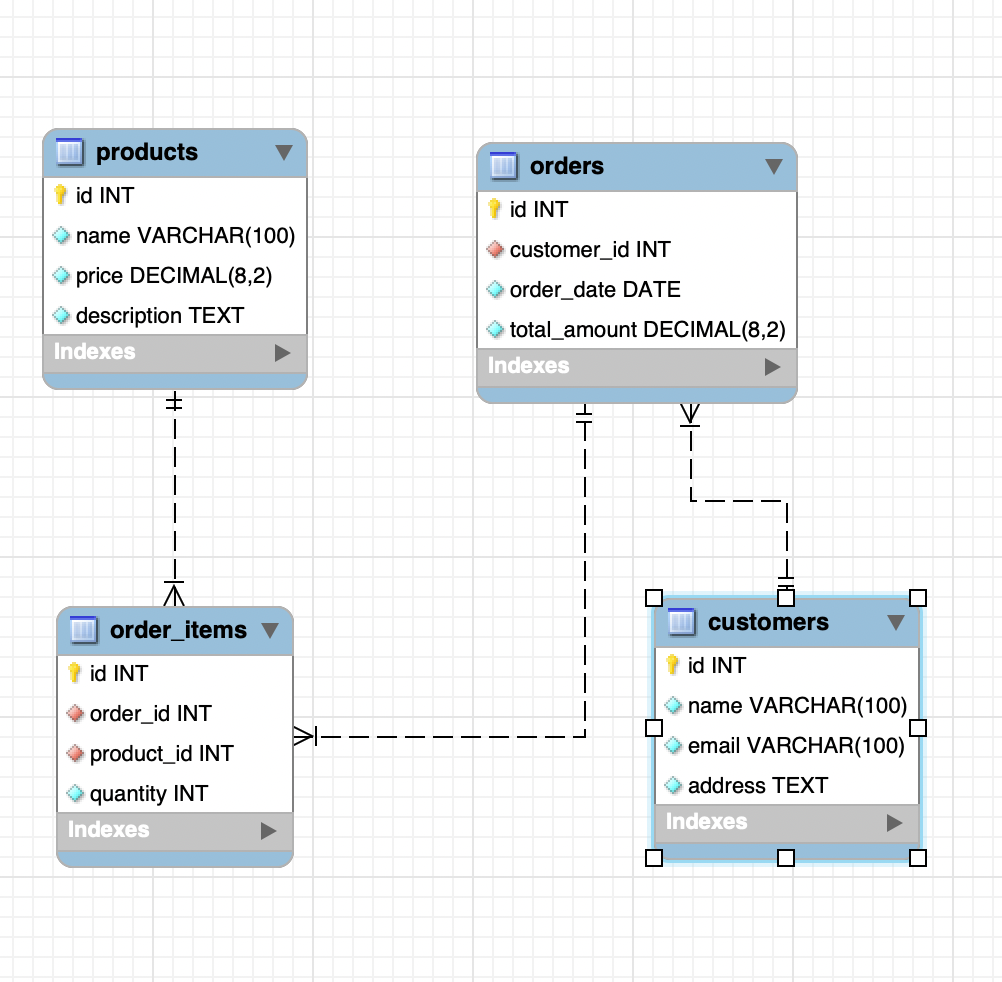 products
id INT
name VARCHAR(100)
price DECIMAL(8,2)
description TEXT
Indexes
orders
id INT
customer_id INT
order_date DATE
total_amount DECIMAL(8,2)
Indexes
order_items
id INT
order_id INT
product_id INT
quantity INT
Indexes
customers
id INT
name VARCHAR(100)
email VARCHAR(100)
address TEXT
Indexes